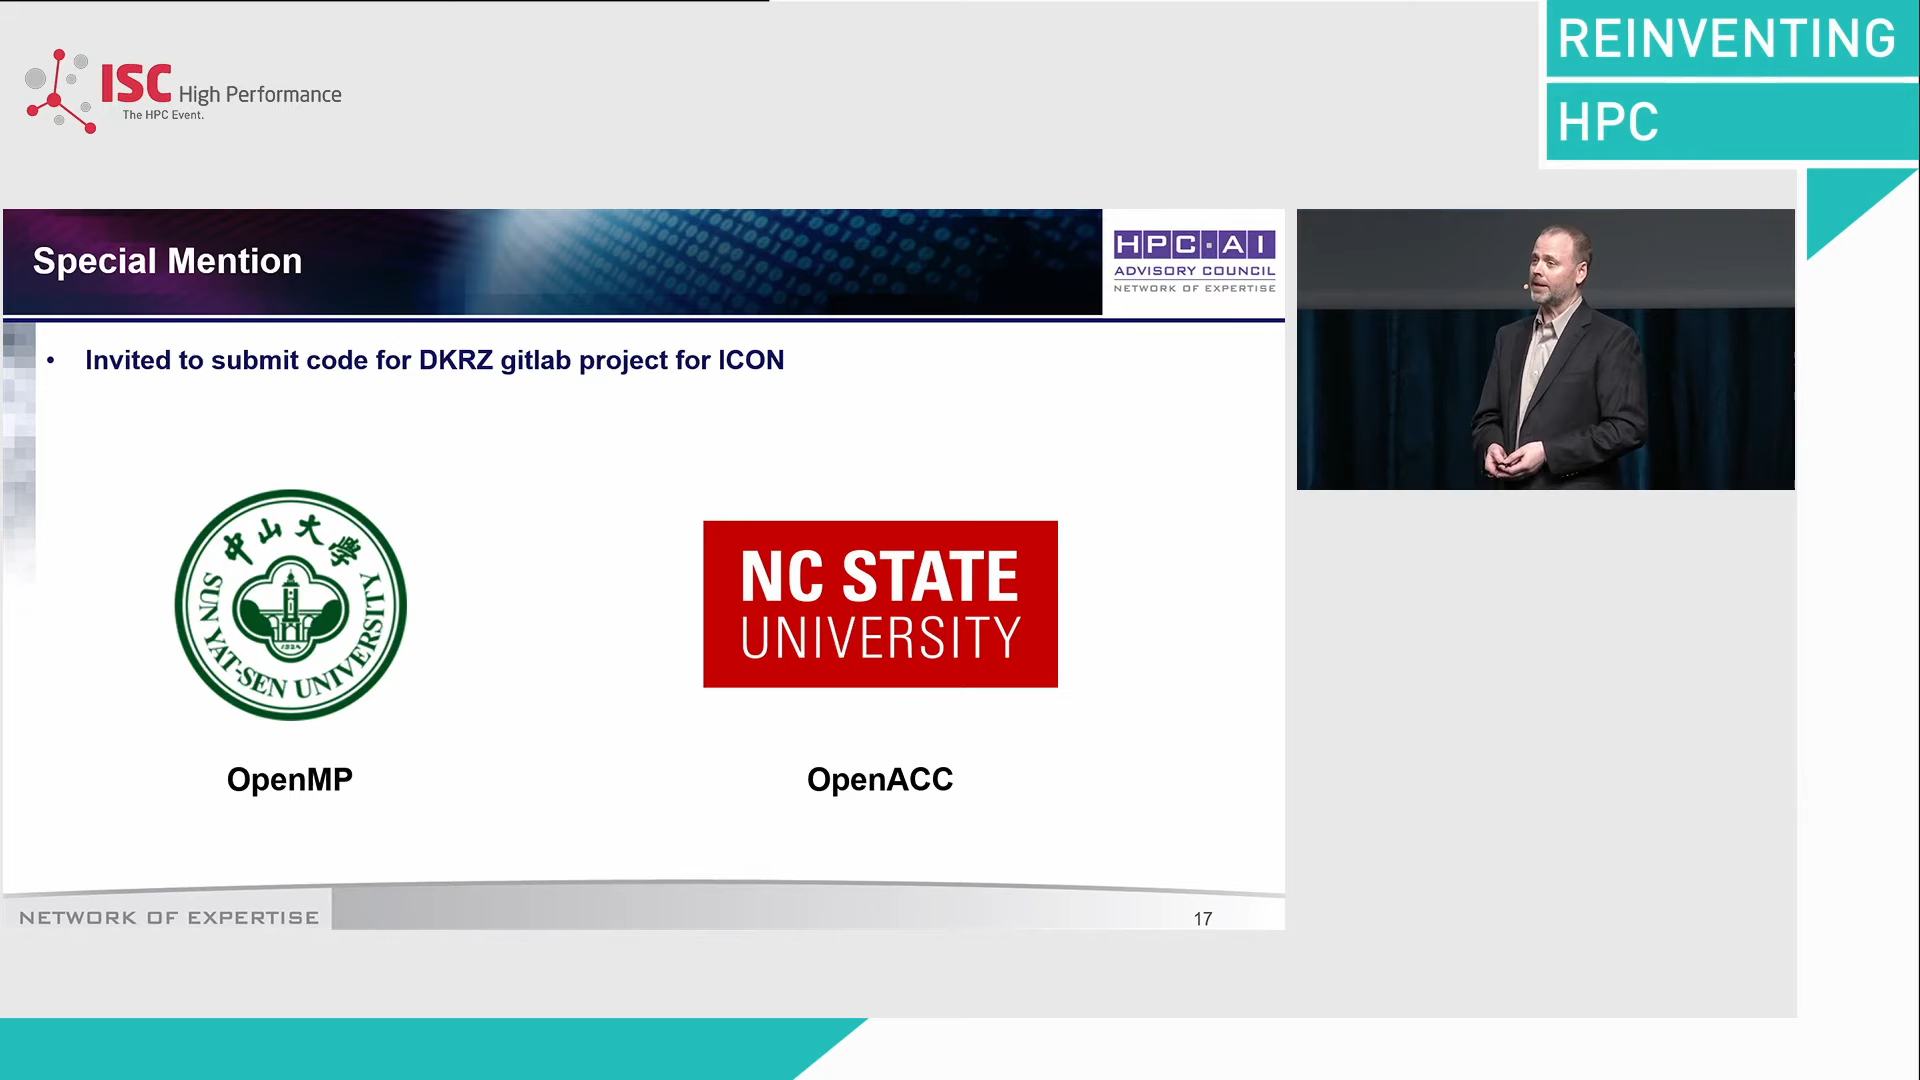 ISC High Performance
The HPC Event.
REINVENTING
HPC
Special Mention
HPC·AI
ADVISORY COUNCIL
NETWORK OF EXPERTISE
• Invited to submit code for DKRZ gitlab project for ICON
中山大學
SUN YAT-SEN UNIVERSITY
1924
NC STATE
UNIVERSITY
OpenMP
OpenACC
NETWORK OF EXPERTISE
17